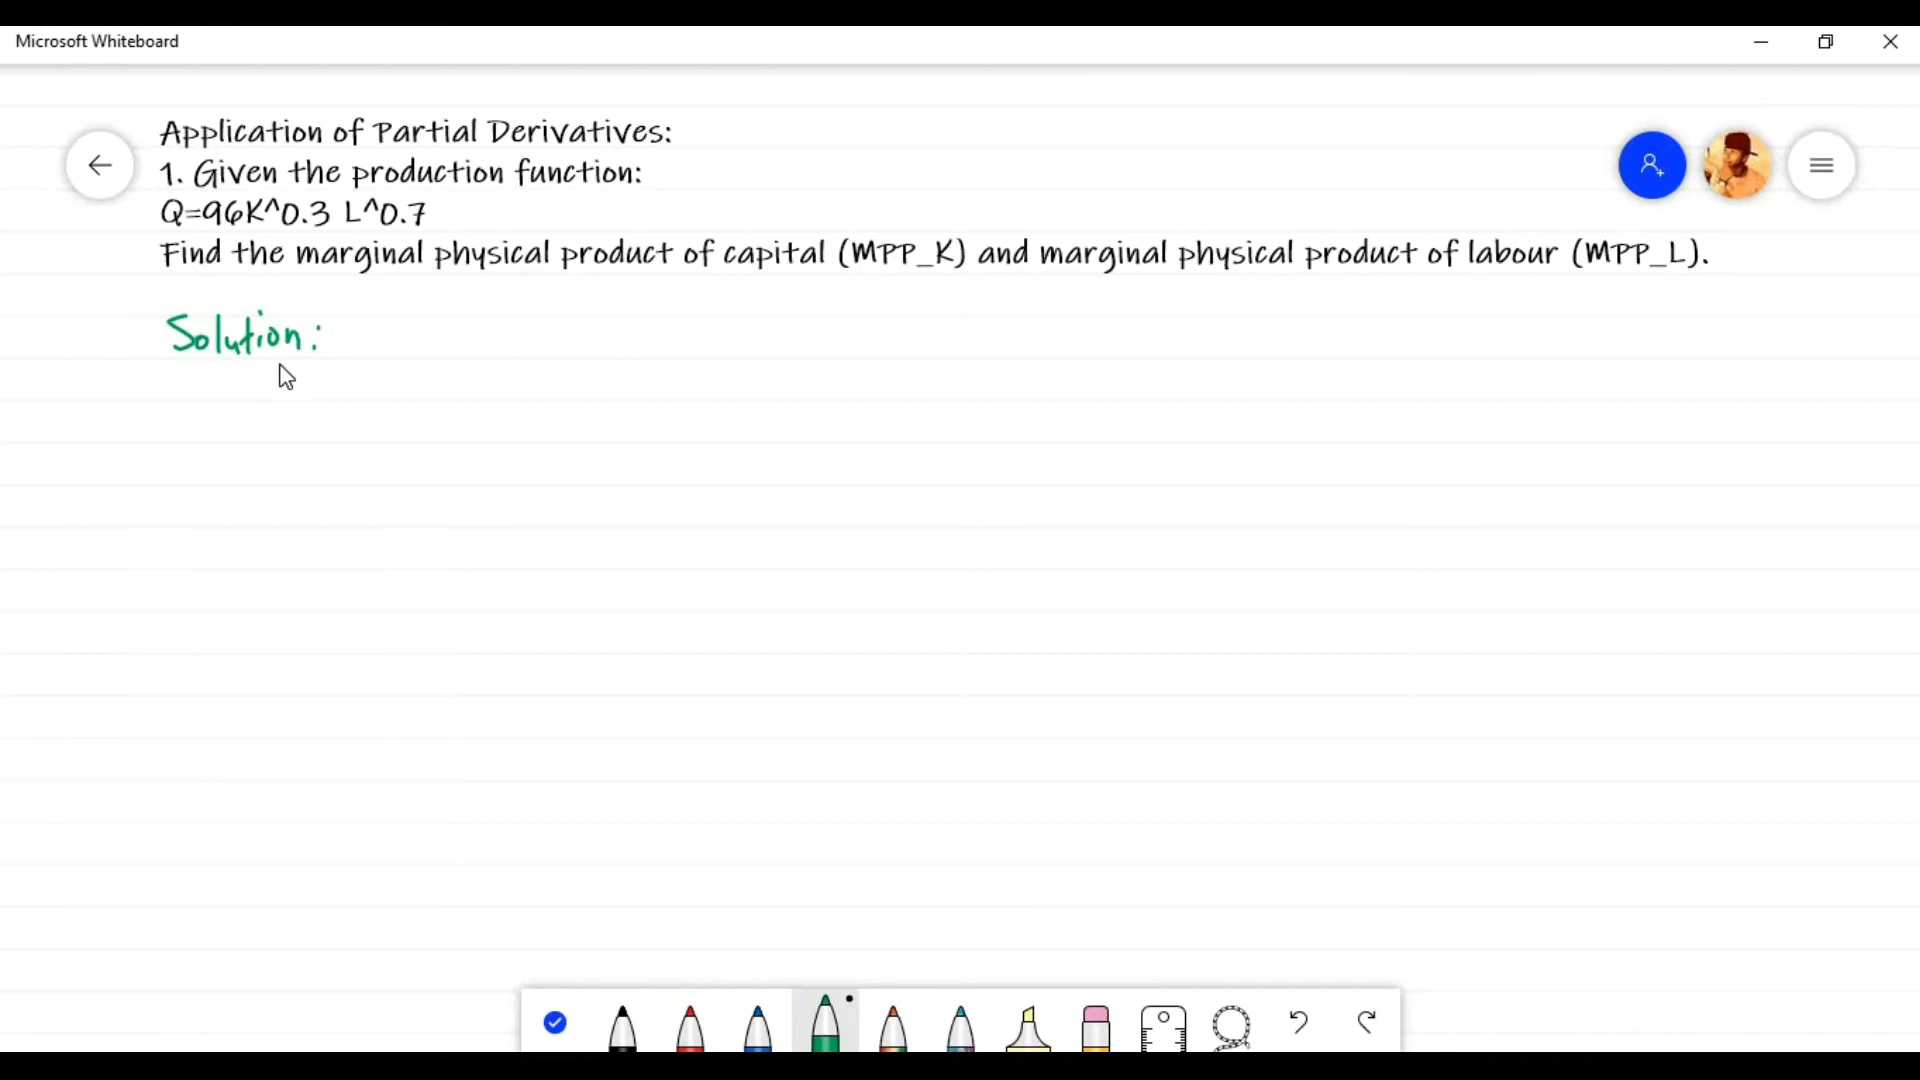 Microsoft Whiteboard
Application of Partial Derivatives:
1. Given the production function:
Q=96K^0.3 L^0.7
Find the marginal physical product of capital (MPP_K) and marginal physical product of labour (MPP_L).
Solution: